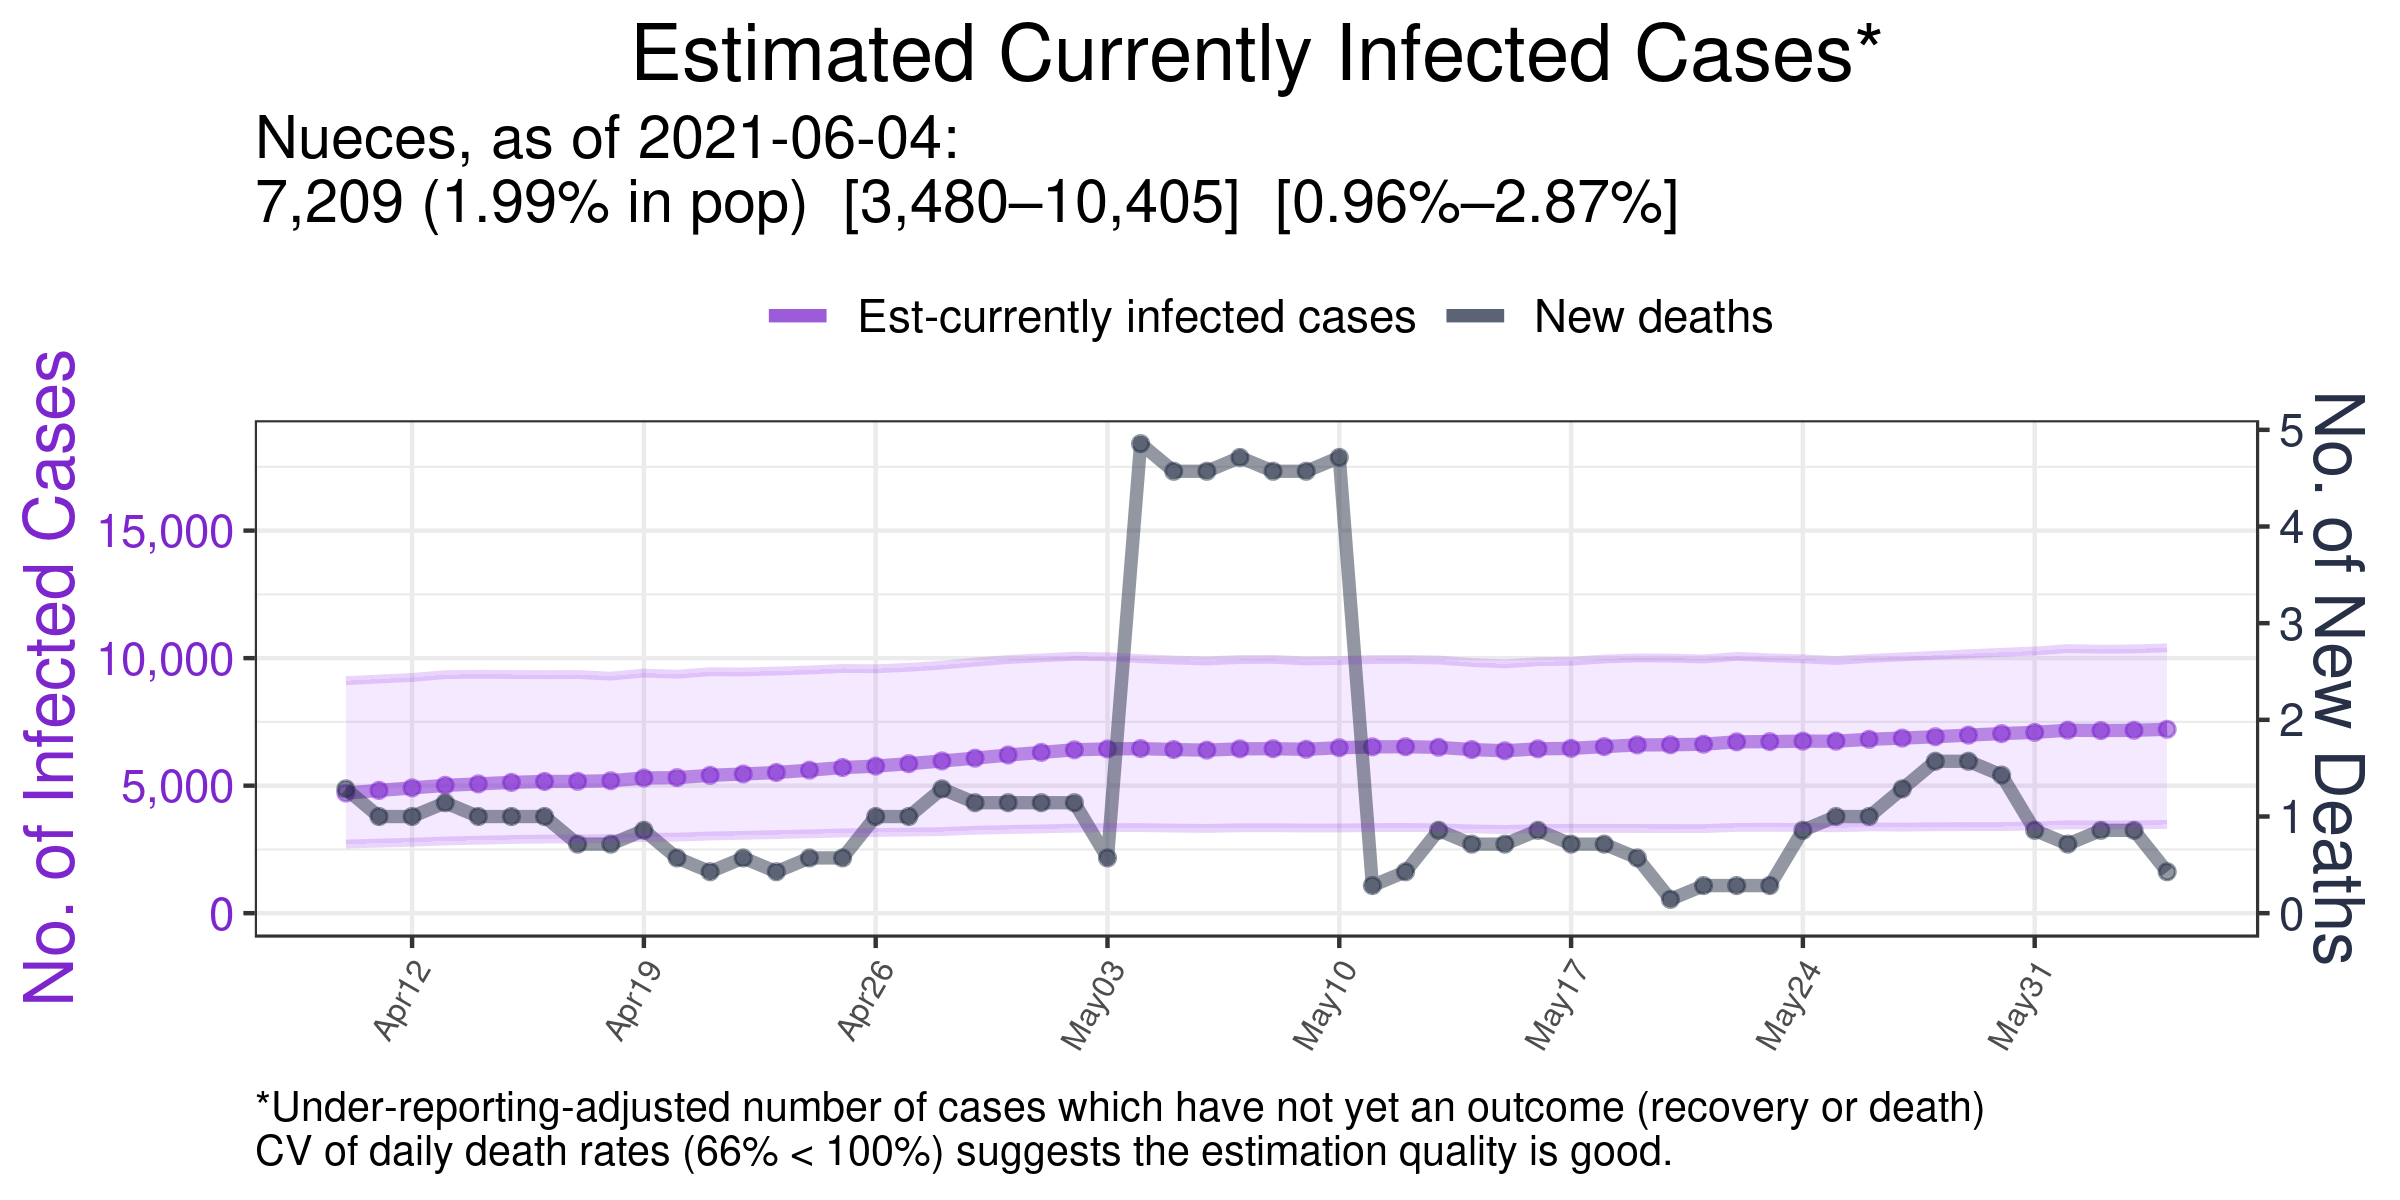 Estimated Currently Infected Cases*
Nueces, as of 2021-06-04:
7,209 (1.99% in pop)  [3,480–10,405]  [0.96%–2.87%]
Est-currently infected cases
New deaths
No. of Infected Cases
15,000
10,000
5,000
0
5
4
3
2
1
0
No. of New Deaths
Apr12
Apr19
Apr26
May03
May10
May17
May24
May31
*Under-reporting-adjusted number of cases which have not yet an outcome (recovery or death)
CV of daily death rates (66% < 100%) suggests the estimation quality is good.